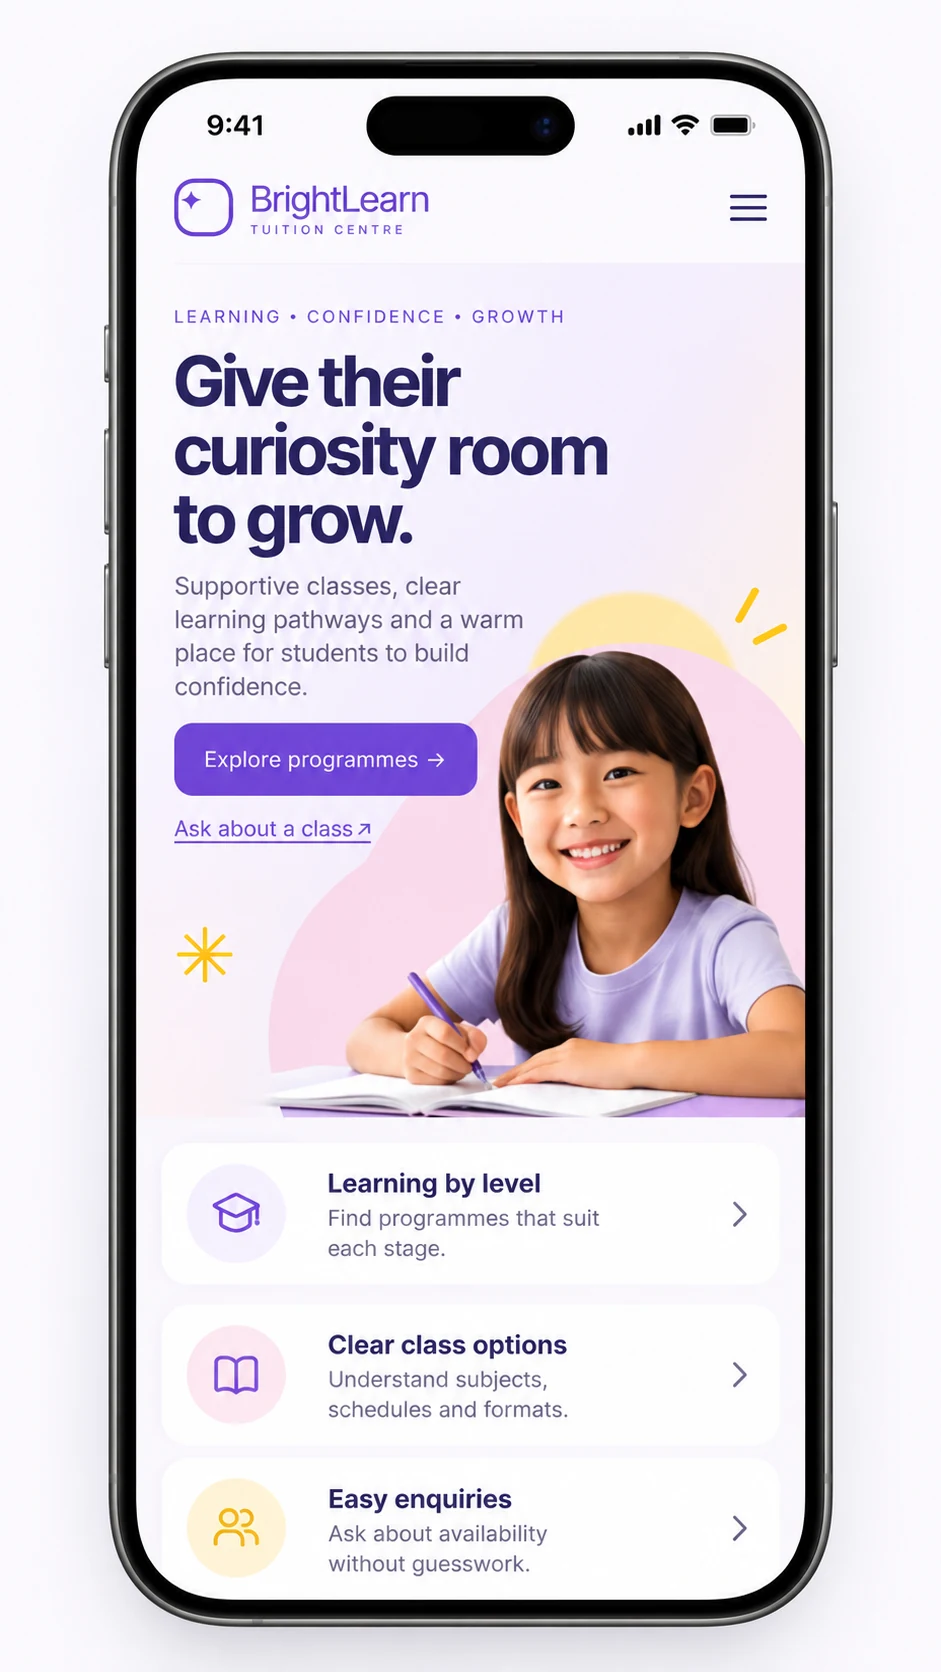 9:41
BrightLearn
TUITION CENTRE
LEARNING • CONFIDENCE • GROWTH
Give their
curiosity room
to grow.
Supportive classes, clear
learning pathways and a warm
place for students to build
confidence.
Explore programmes →
Ask about a class ↗
Learning by level
Find programmes that suit
each stage.
Clear class options
Understand subjects,
schedules and formats.
Easy enquiries
Ask about availability
without guesswork.